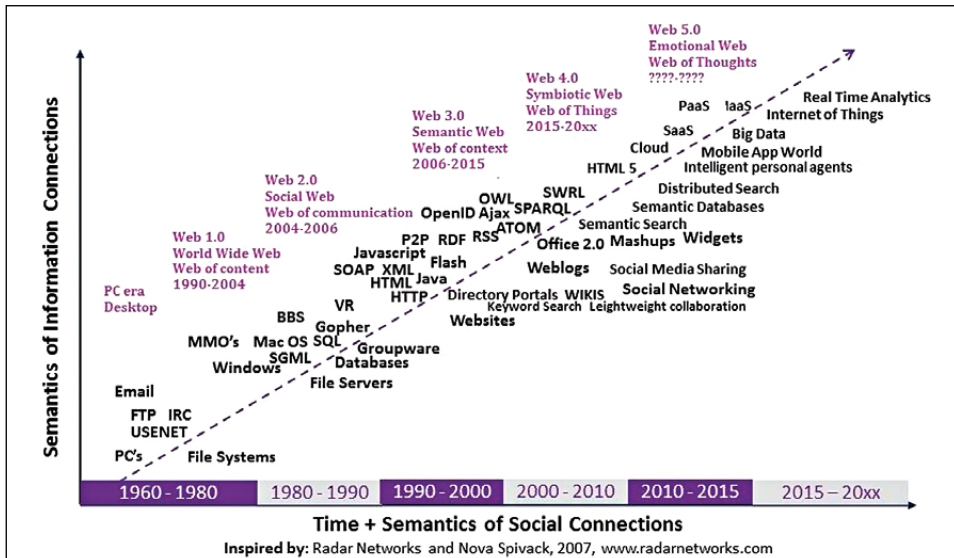 Semantics of Information Connections
PC era
Desktop
Web 1.0
World Wide Web
Web of content
1990-2004
Web 2.0
Social Web
Web of communication
2004-2006
Web 3.0
Semantic Web
Web of context
2006-2015
Web 4.0
Symbiotic Web
Web of Things
2015-20xx
Web 5.0
Emotional Web
Web of Thoughts
????-????
PaaS IaaS Real Time Analytics
Internet of Things
SaaS Big Data
Cloud Mobile App World
HTML 5 Intelligent personal agents
OWL SWRL Distributed Search
OpenID Ajax SPARQL Semantic Databases
ATOM Semantic Search
P2P RDF RSS Office 2.0 Mashups Widgets
Javascript Flash
SOAP XML Java Weblogs Social Media Sharing
HTML
HTTP Directory Portals WIKIS Social Networking
VR Keyword Search Leightweight collaboration
BBS Gopher Websites
MMO's Mac OS SQL Groupware
SGML Databases
Windows File Servers
Email
FTP IRC
USENET
PC's File Systems
1960 - 1980 1980 - 1990 1990 - 2000 2000 - 2010 2010 - 2015 2015 – 20xx
Time + Semantics of Social Connections
Inspired by: Radar Networks and Nova Spivack, 2007, www.radarnetworks.com